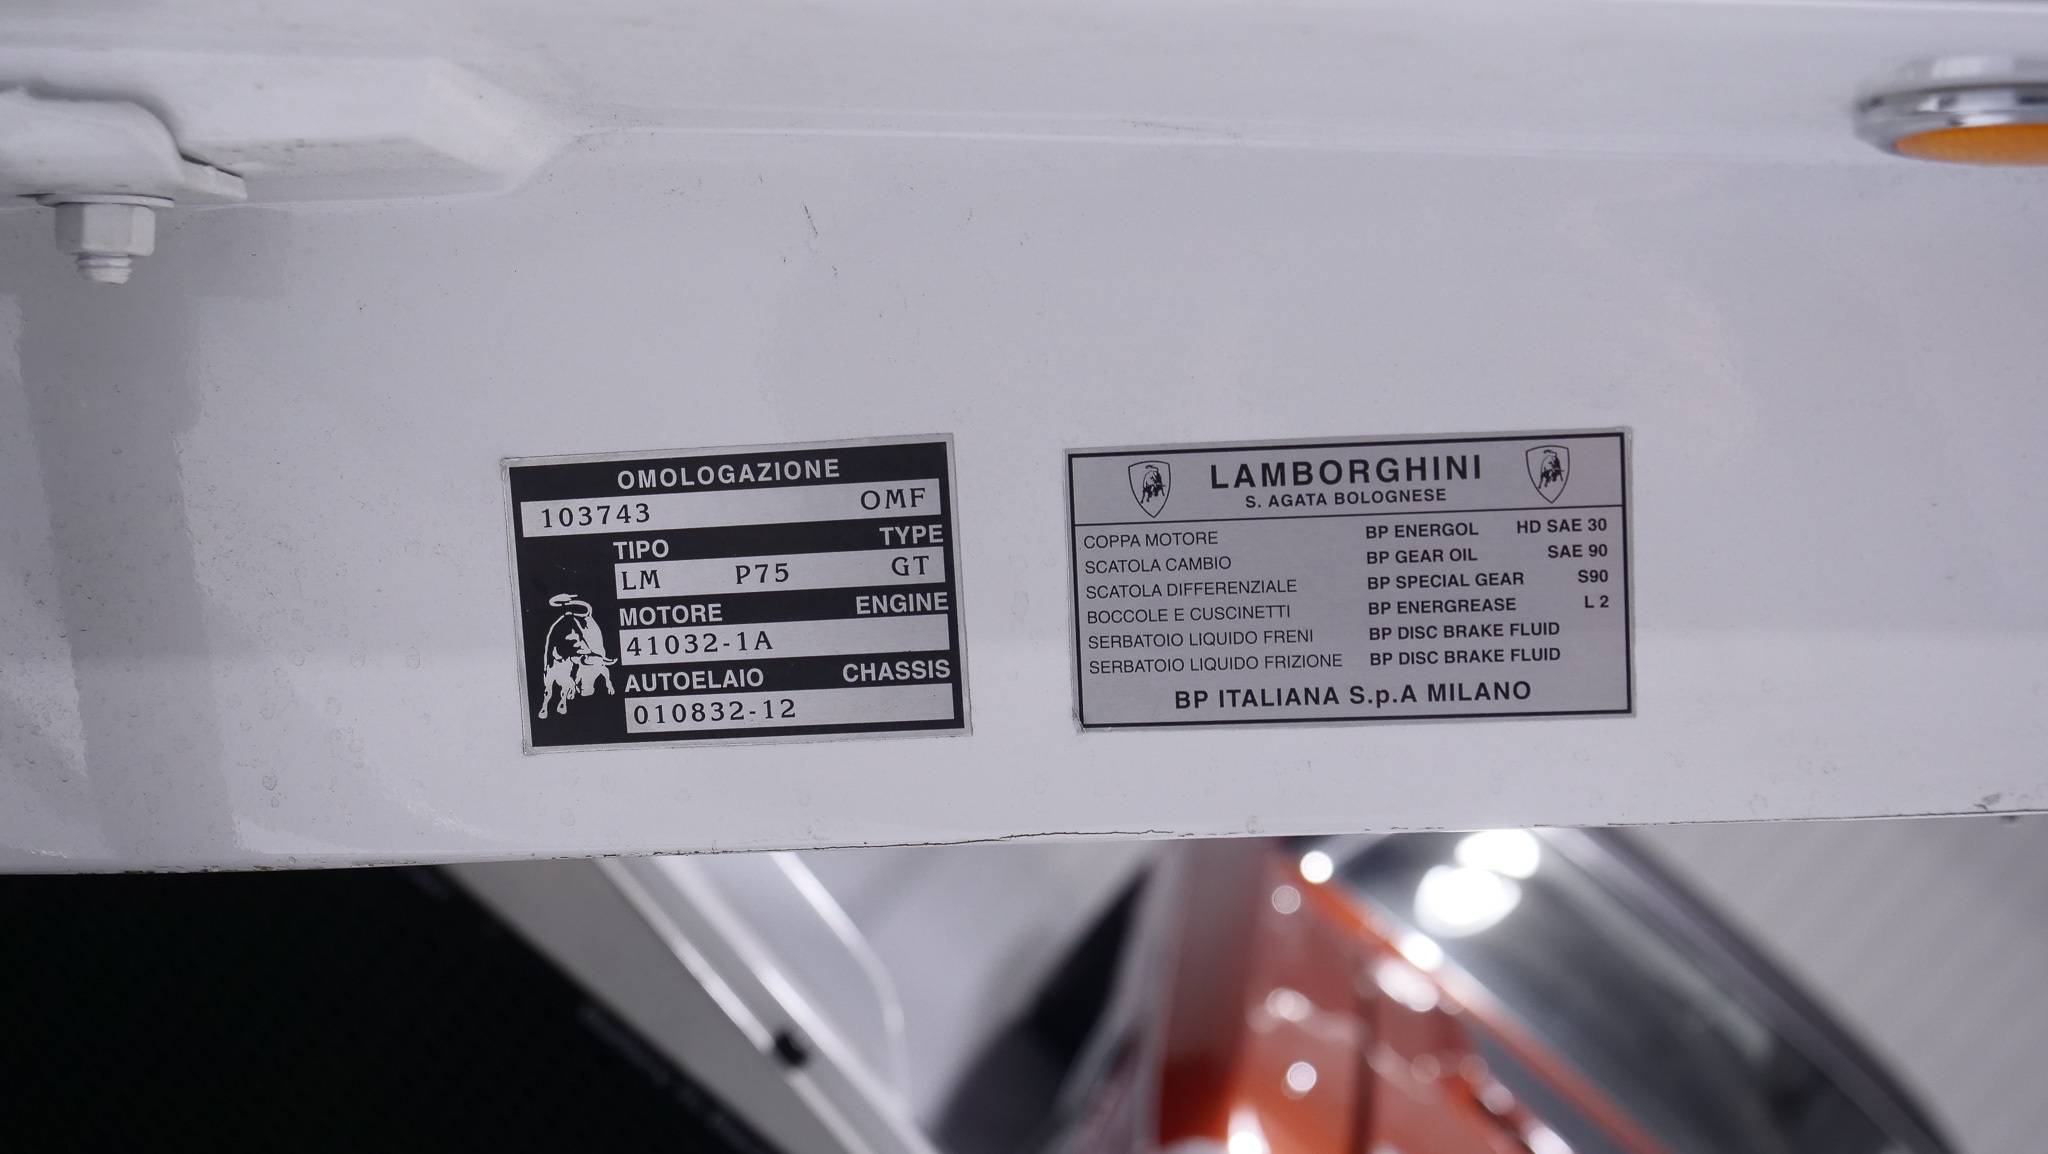 OMOLOGAZIONE
103743 OMF
TIPO TYPE
LM P75 GT
MOTORE ENGINE
41032-1A
AUTOELAIO CHASSIS
010832-12
LAMBORGHINI
S. AGATA BOLOGNESE
COPPA MOTORE BP ENERGOL HD SAE 30
SCATOLA CAMBIO BP GEAR OIL SAE 90
SCATOLA DIFFERENZIALE BP SPECIAL GEAR S90
BOCCOLE E CUSCINETTI BP ENERGREASE L 2
SERBATOIO LIQUIDO FRENI BP DISC BRAKE FLUID
SERBATOIO LIQUIDO FRIZIONE BP DISC BRAKE FLUID
BP ITALIANA S.p.A MILANO